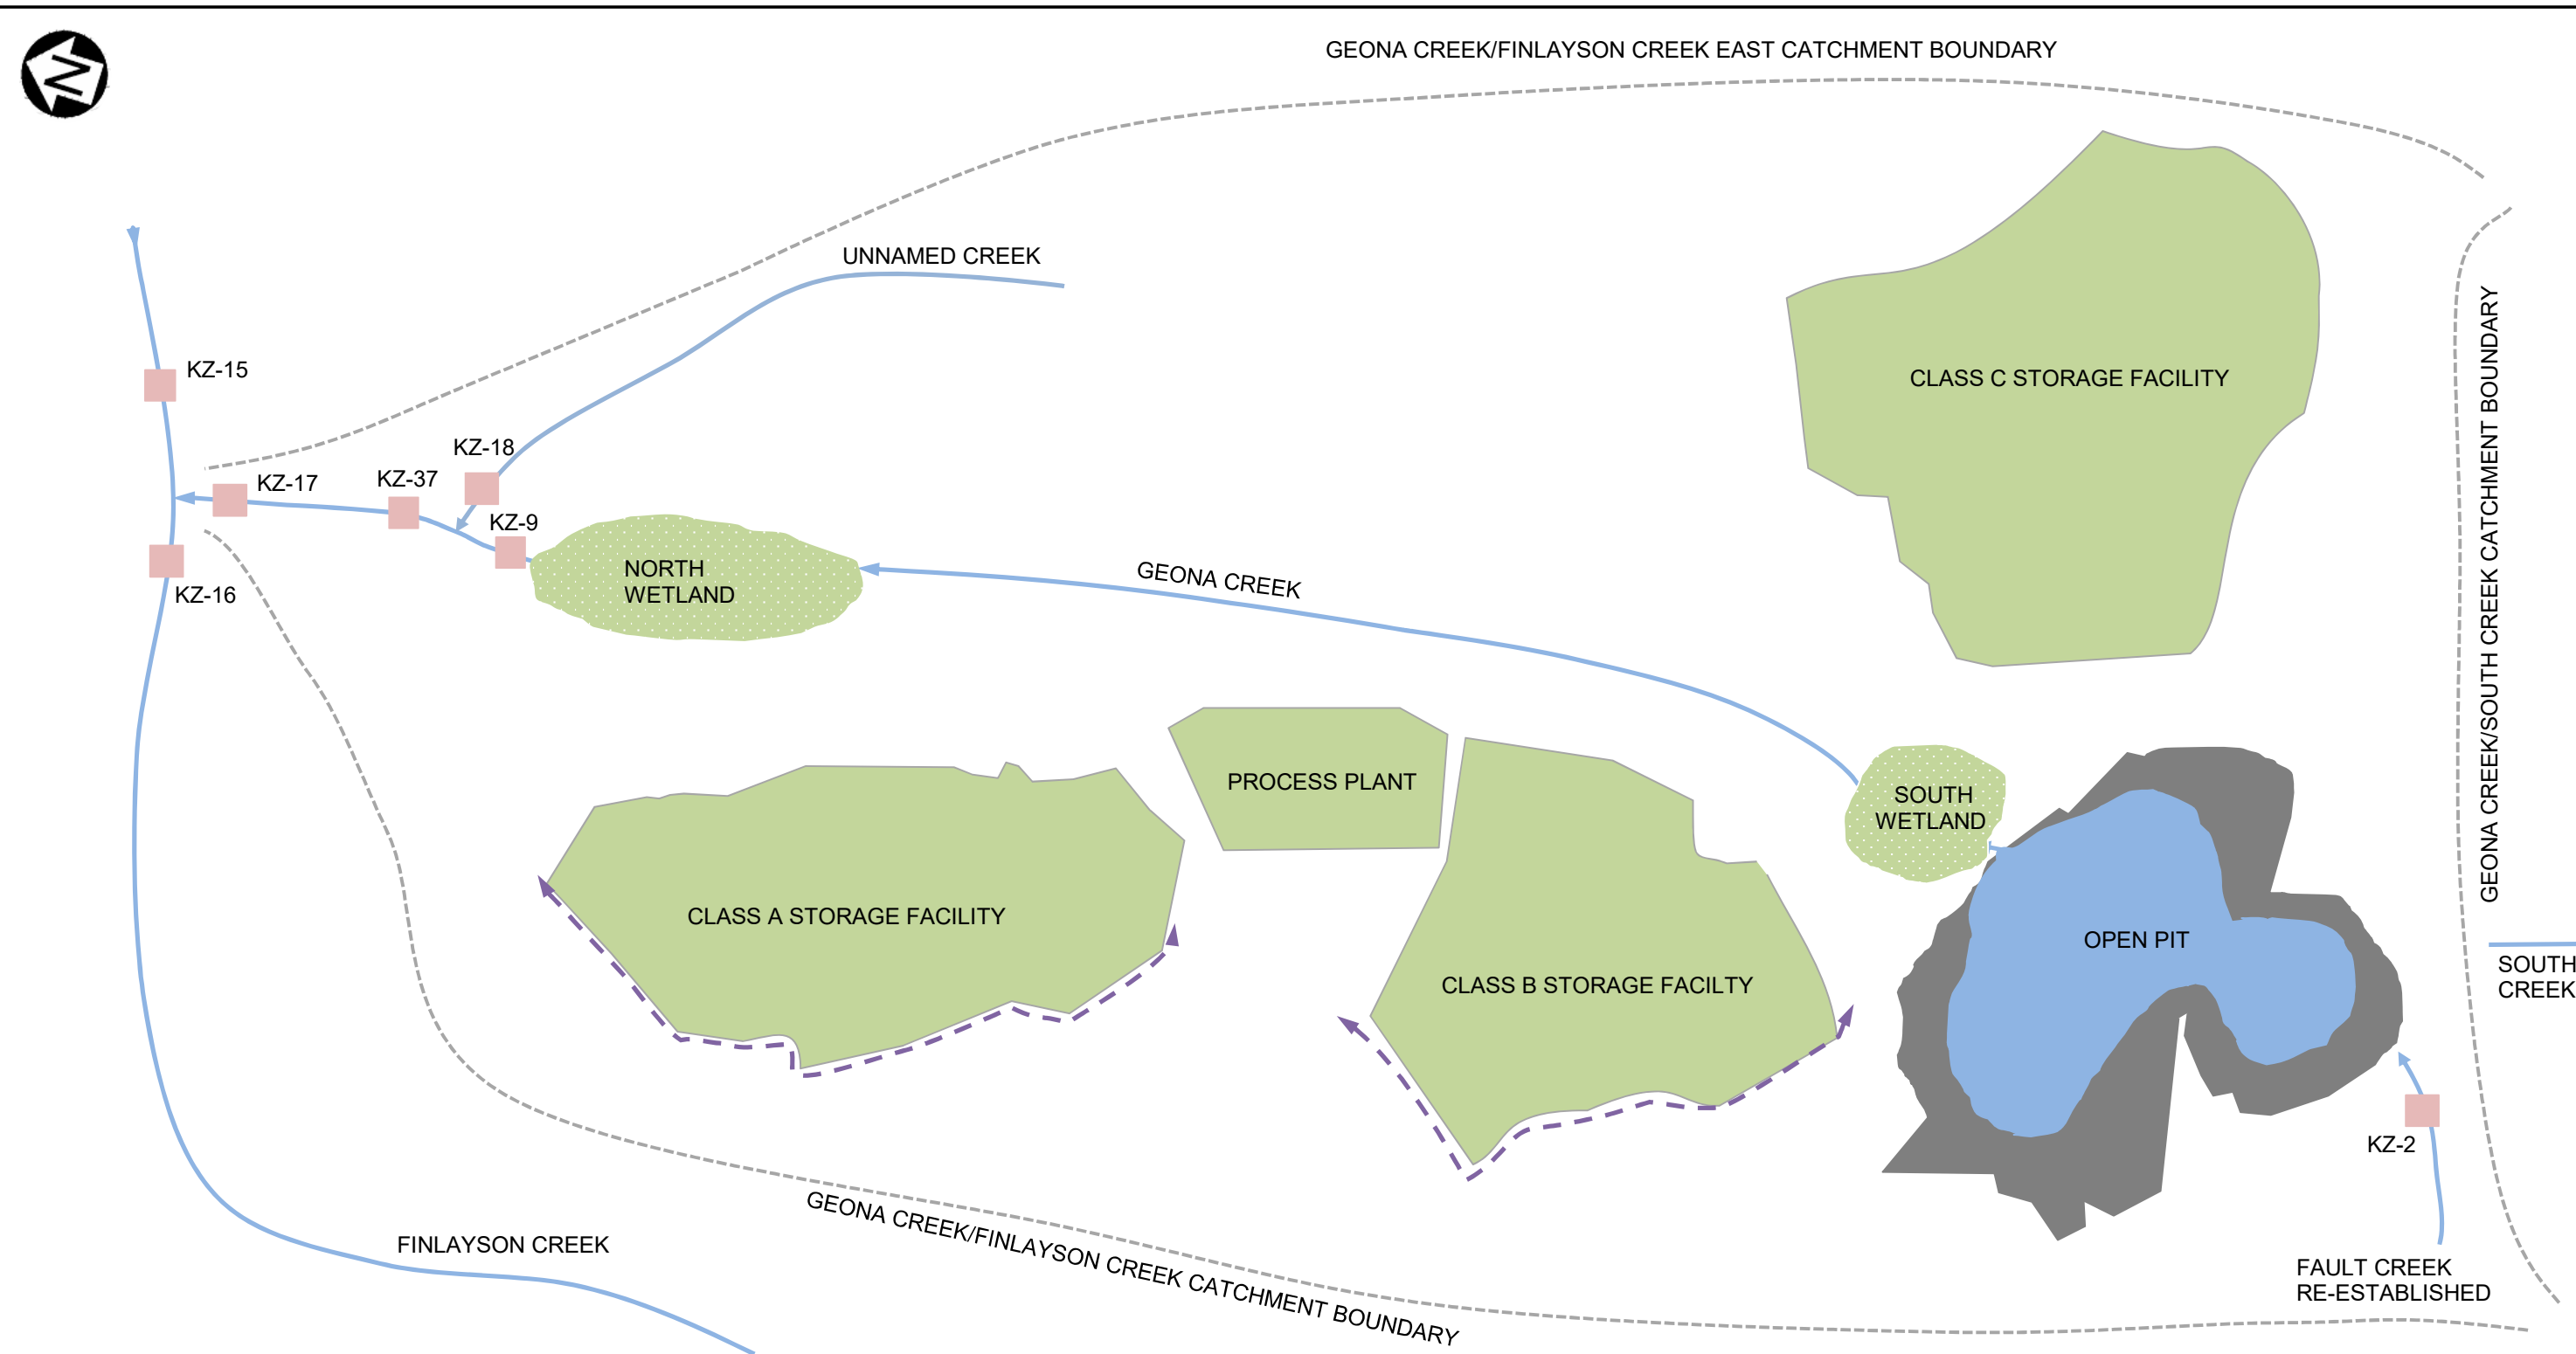 N
GEONA CREEK/FINLAYSON CREEK EAST CATCHMENT BOUNDARY
UNNAMED CREEK
KZ-15
CLASS C STORAGE FACILITY
KZ-18
KZ-37
KZ-17
KZ-9
GEONA CREEK/SOUTH CREEK CATCHMENT BOUNDARY
NORTH
WETLAND
GEONA CREEK
KZ-16
PROCESS PLANT
SOUTH
WETLAND
CLASS A STORAGE FACILITY
OPEN PIT
SOUTH
CREEK
CLASS B STORAGE FACILTY
KZ-2
GEONA CREEK/FINLAYSON CREEK CATCHMENT BOUNDARY
FINLAYSON CREEK
FAULT CREEK
RE-ESTABLISHED